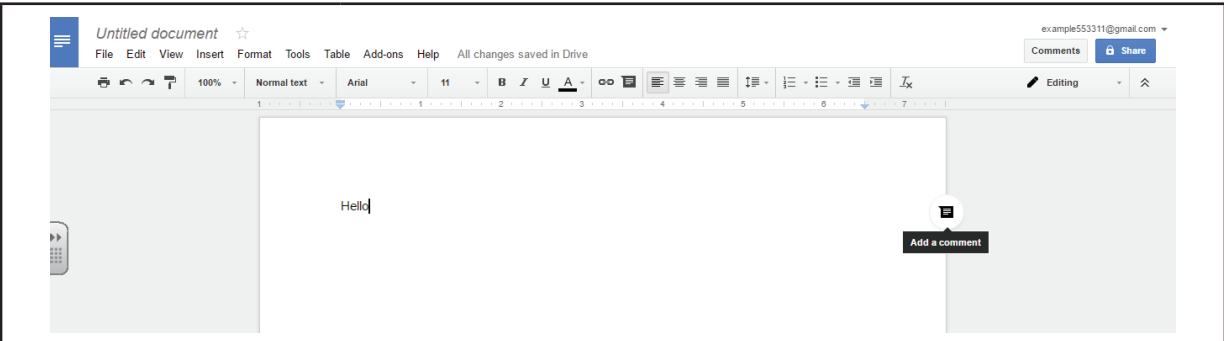 Untitled document
example553311@gmail.com
File Edit View Insert Format Tools Table Add-ons Help All changes saved in Drive
Comments Share
100% Normal text Arial 11 B I U A Editing
1 1 2 3 4 5 6 7
Hello
Add a comment